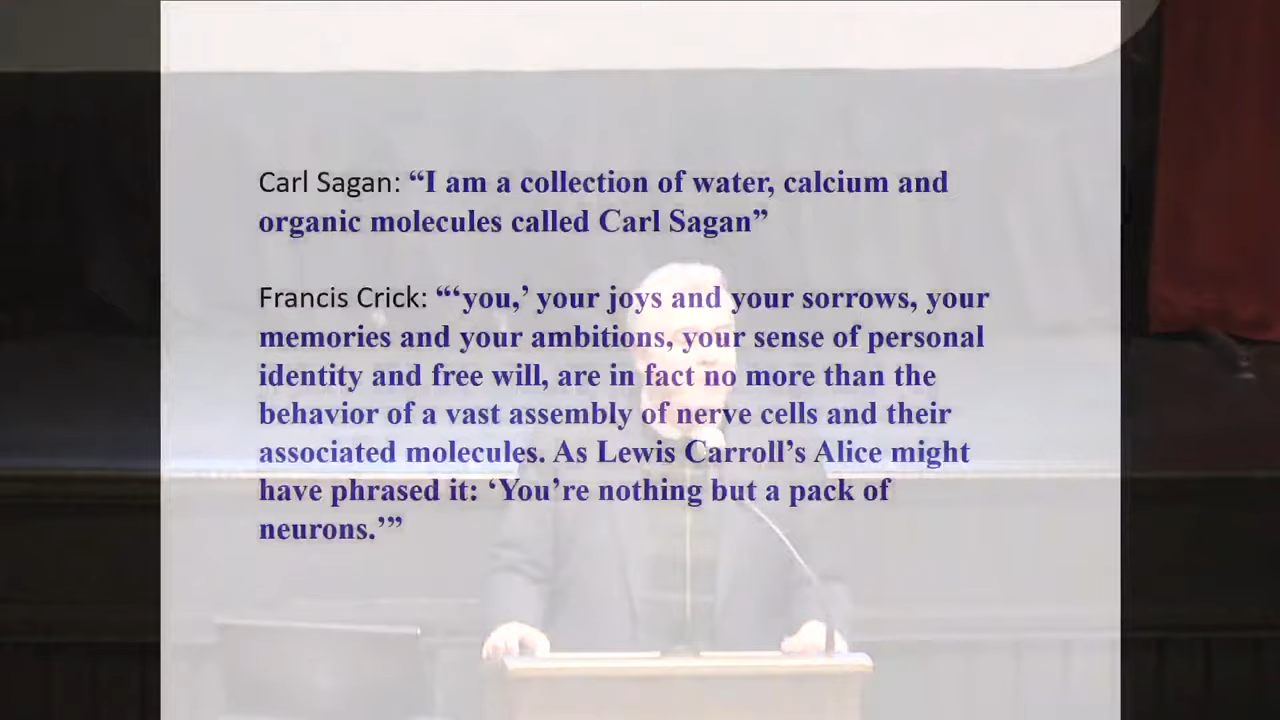 Carl Sagan: “I am a collection of water, calcium and
organic molecules called Carl Sagan”
Francis Crick: “‘you,’ your joys and your sorrows, your
memories and your ambitions, your sense of personal
identity and free will, are in fact no more than the
behavior of a vast assembly of nerve cells and their
associated molecules. As Lewis Carroll’s Alice might
have phrased it: ‘You’re nothing but a pack of
neurons.’”